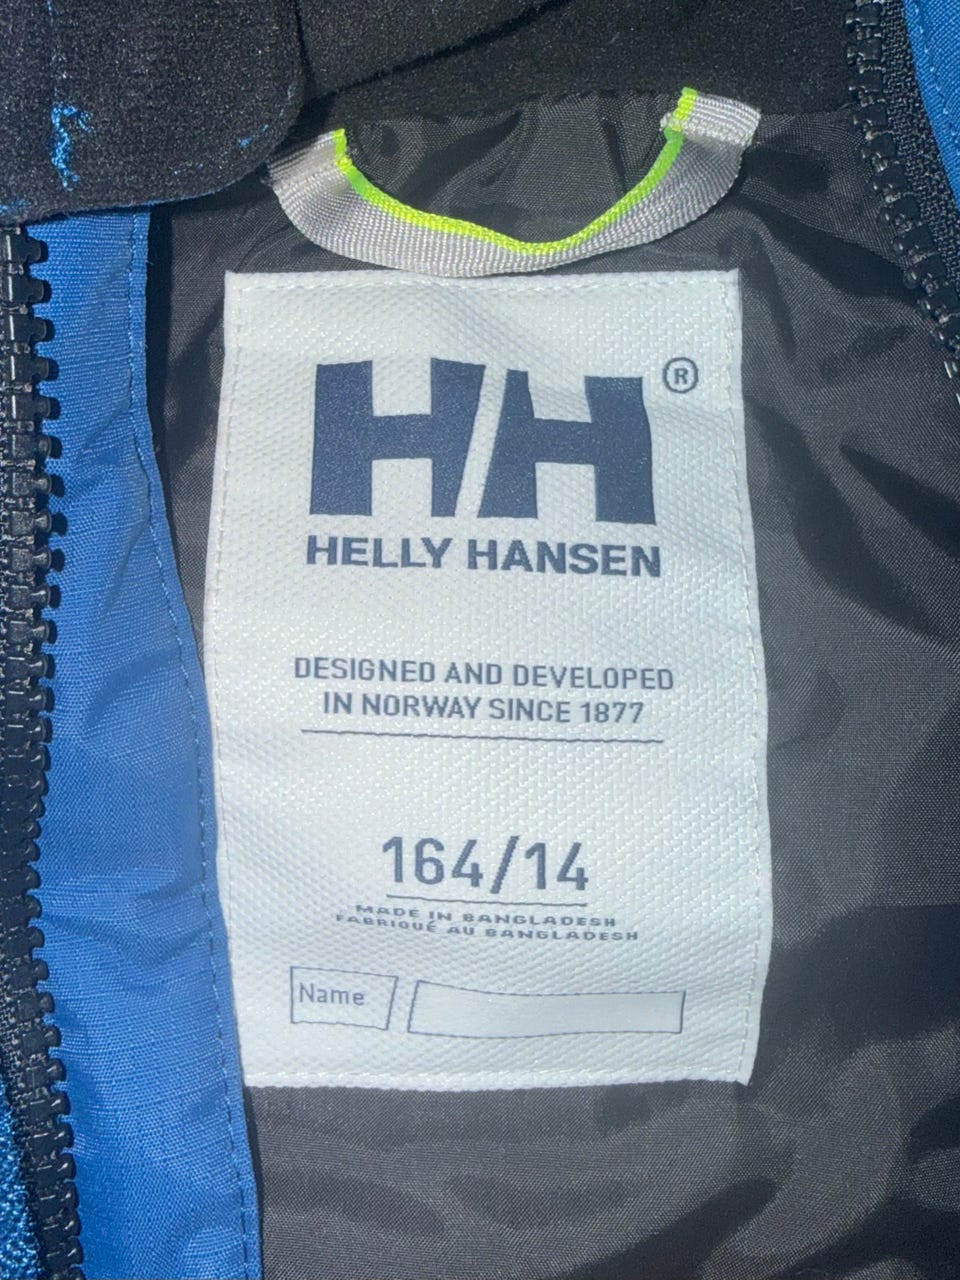 HH®
HELLY HANSEN
DESIGNED AND DEVELOPED
IN NORWAY SINCE 1877
164/14
MADE IN BANGLADESH
FABRIQUÉ AU BANGLADESH
Name